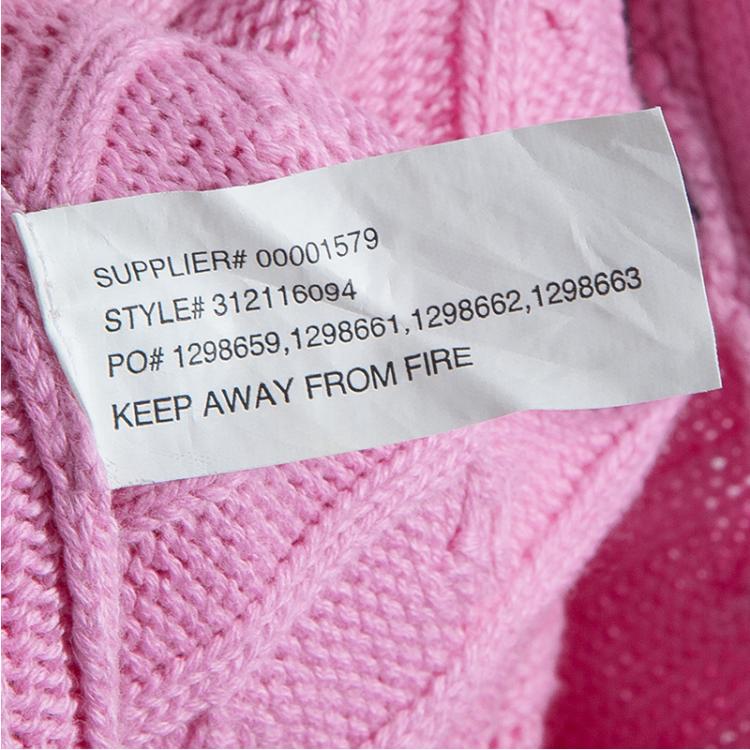 SUPPLIER# 00001579
STYLE# 312116094
PO# 1298659,1298661,1298662,1298663
KEEP AWAY FROM FIRE